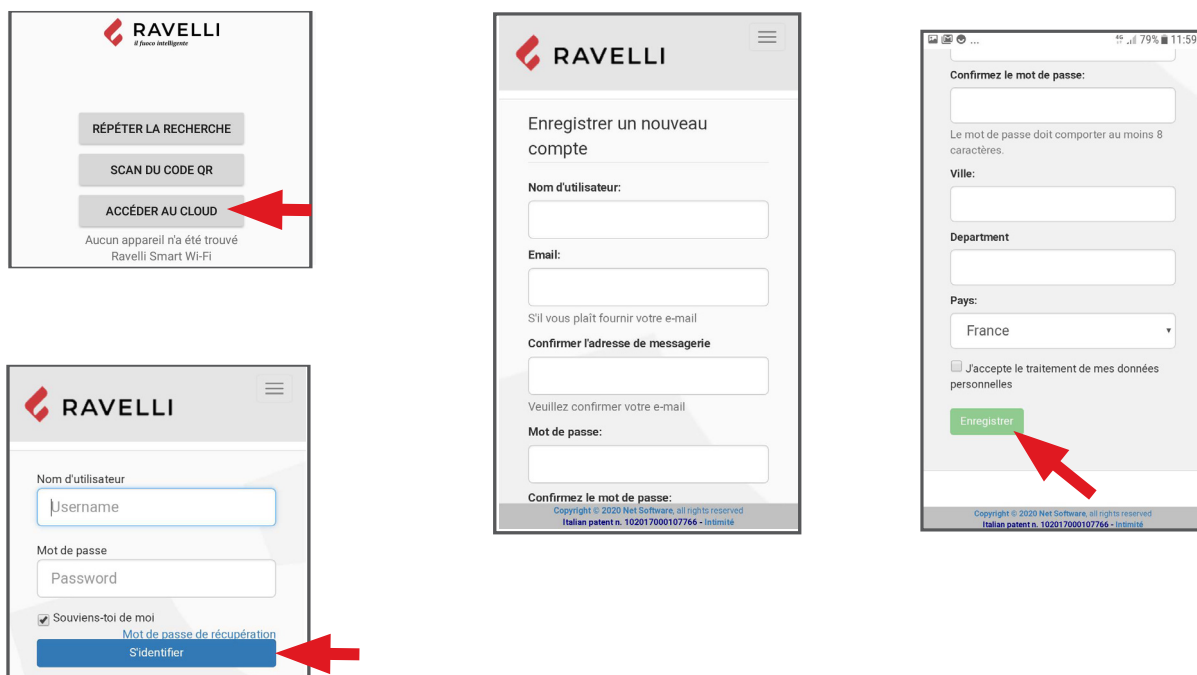 RAVELLI
il fuoco intelligente
RÉPÉTER LA RECHERCHE
SCAN DU CODE QR
ACCÉDER AU CLOUD
Aucun appareil n'a été trouvé
Ravelli Smart Wi-Fi
RAVELLI
Nom d'utilisateur
Username
Mot de passe
Password
Souviens-toi de moi
Mot de passe de récupération
S'identifier
RAVELLI
Enregistrer un nouveau
compte
Nom d'utilisateur:
Email:
S'il vous plaît fournir votre e-mail
Confirmer l'adresse de messagerie
Veuillez confirmer votre e-mail
Mot de passe:
Confirmez le mot de passe:
Copyright © 2020 Net Software, all rights reserved
Italian patent n. 102017000107766 - Intimité
... 79% 11:59
Confirmez le mot de passe:
Le mot de passe doit comporter au moins 8
caractères.
Ville:
Department
Pays:
France
J'accepte le traitement de mes données
personnelles
Enregistrer
Copyright © 2020 Net Software, all rights reserved
Italian patent n. 102017000107766 - Intimité